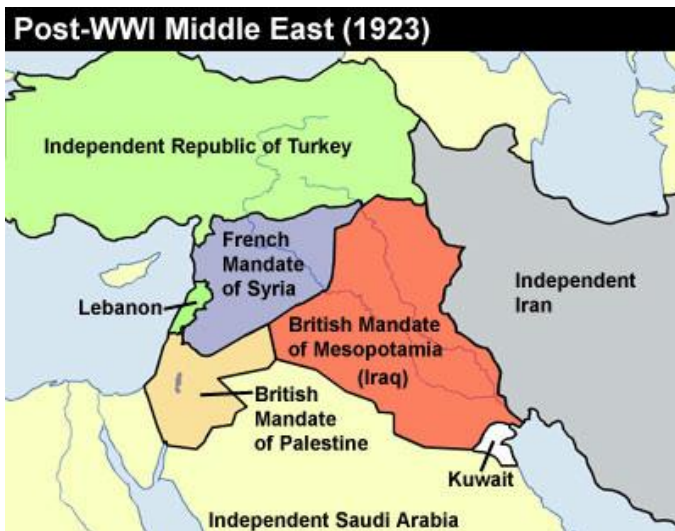 Post-WWI Middle East (1923)
Independent Republic of Turkey
French
Mandate
of Syria
Lebanon
Independent
Iran
British Mandate
of Mesopotamia
(Iraq)
British
Mandate
of Palestine
Kuwait
Independent Saudi Arabia